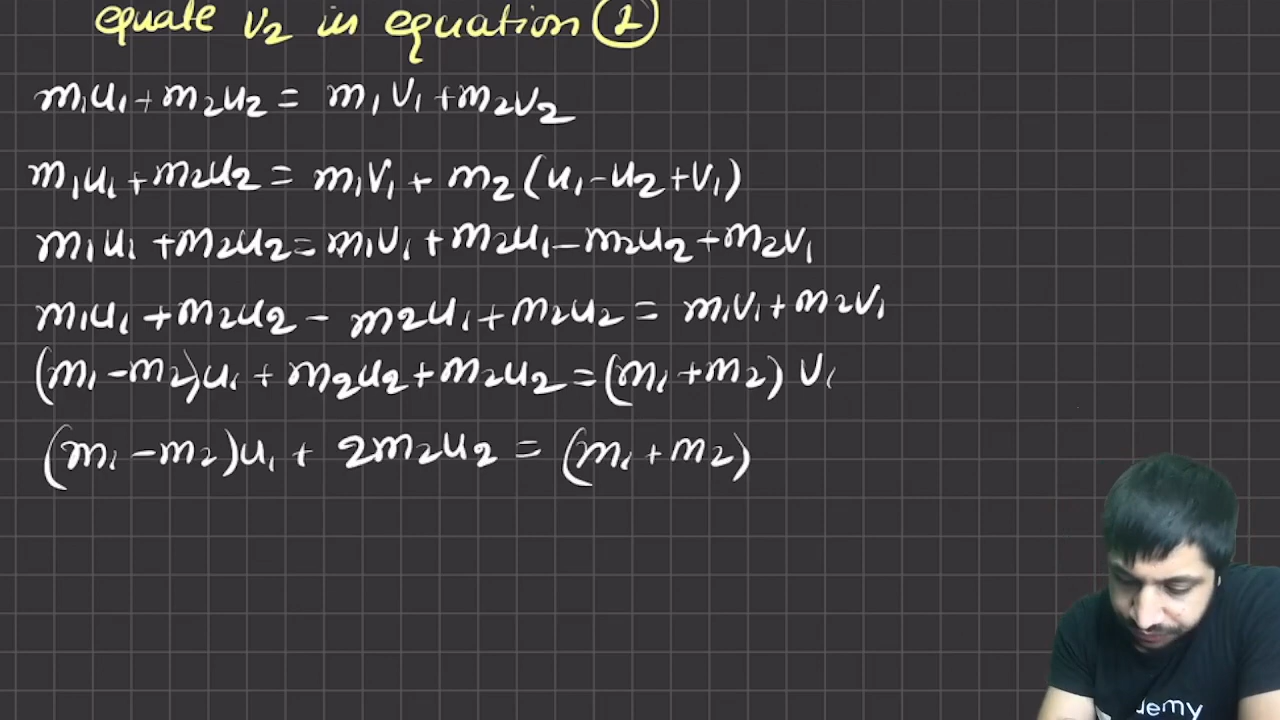 equate v₂ in equation ①
m₁u₁ + m₂u₂ = m₁v₁ + m₂v₂
m₁u₁ + m₂u₂ = m₁v₁ + m₂(u₁ - u₂ + v₁)
m₁u₁ + m₂u₂ = m₁v₁ + m₂u₁ - m₂u₂ + m₂v₁
m₁u₁ + m₂u₂ - m₂u₁ + m₂u₂ = m₁v₁ + m₂v₁
(m₁ - m₂)u₁ + m₂u₂ + m₂u₂ = (m₁ + m₂) v₁
(m₁ - m₂)u₁ + 2m₂u₂ = (m₁ + m₂)
demy